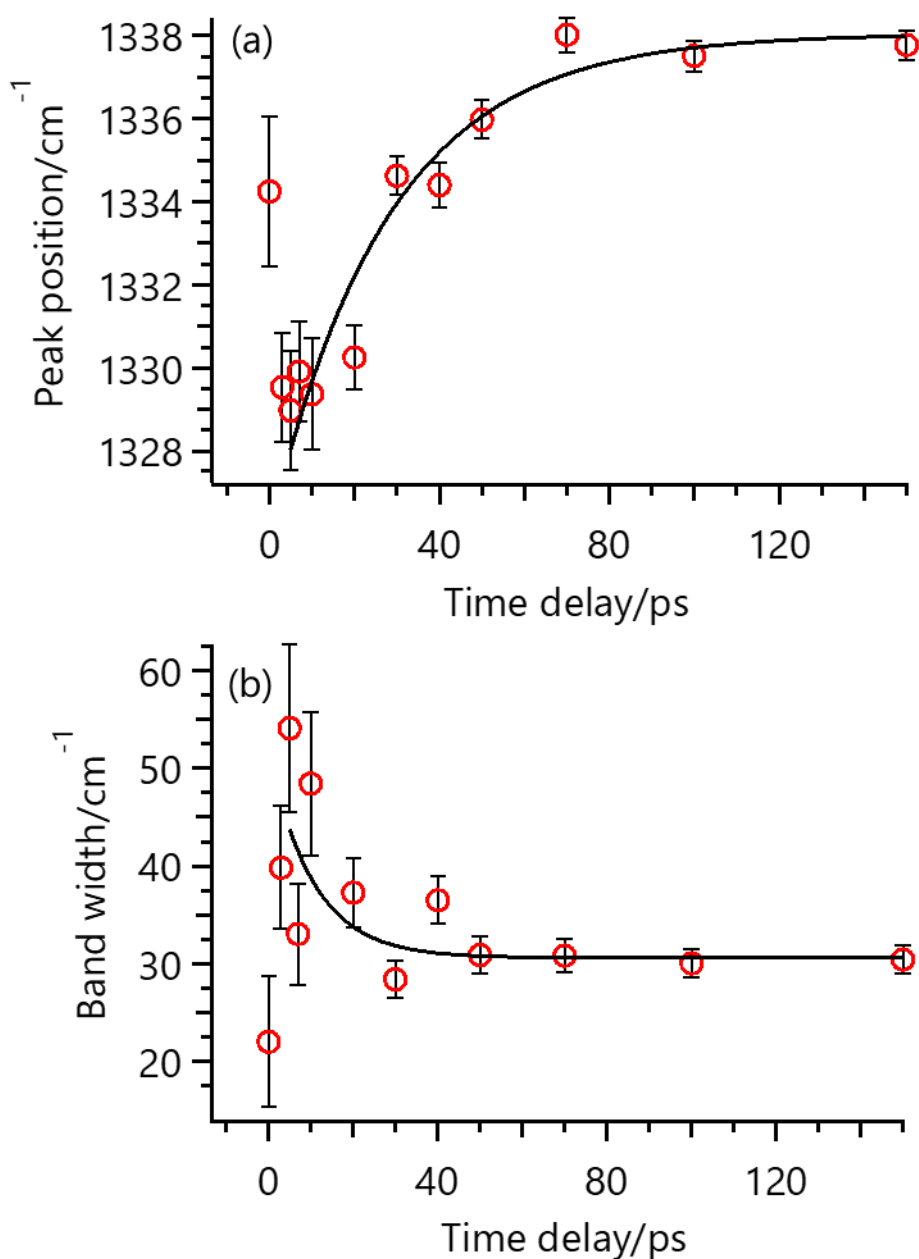 (a)
Peak position/cm⁻¹
1338
1336
1334
1332
1330
1328
0 40 80 120
Time delay/ps
(b)
Band width/cm⁻¹
60
50
40
30
20
0 40 80 120
Time delay/ps